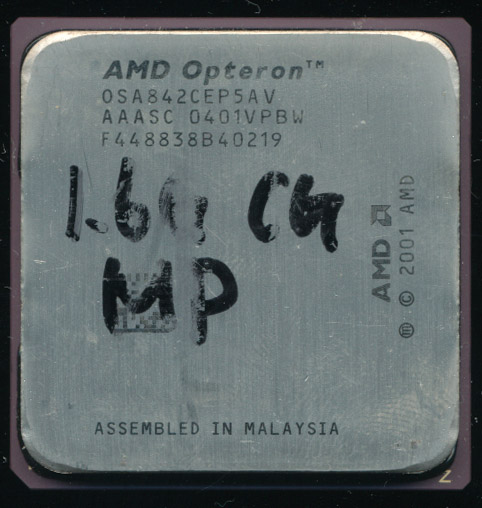 AMD Opteron™
OSA842CEP5AV
AAASC 0401VPBW
F448838B40219
1.6G CG
MP
AMD
ⓜ © 2001 AMD
ASSEMBLED IN MALAYSIA